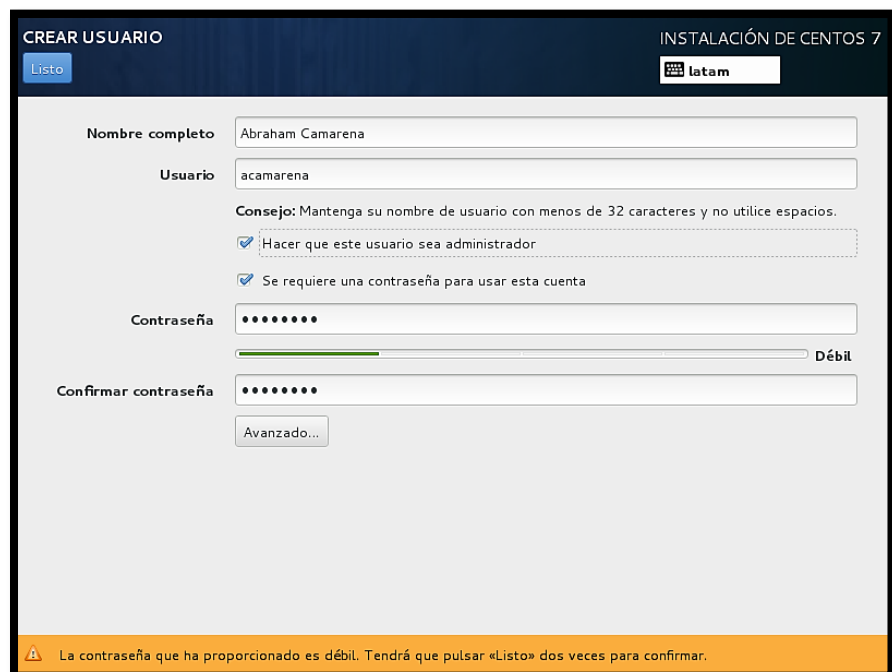 CREAR USUARIO
INSTALACIÓN DE CENTOS 7
Listo
latam
Nombre completo
Abraham Camarena
Usuario
acamarena
Consejo: Mantenga su nombre de usuario con menos de 32 caracteres y no utilice espacios.
Hacer que este usuario sea administrador
Se requiere una contraseña para usar esta cuenta
Contraseña
••••••••
Débil
Confirmar contraseña
••••••••
Avanzado...
La contraseña que ha proporcionado es débil. Tendrá que pulsar «Listo» dos veces para confirmar.